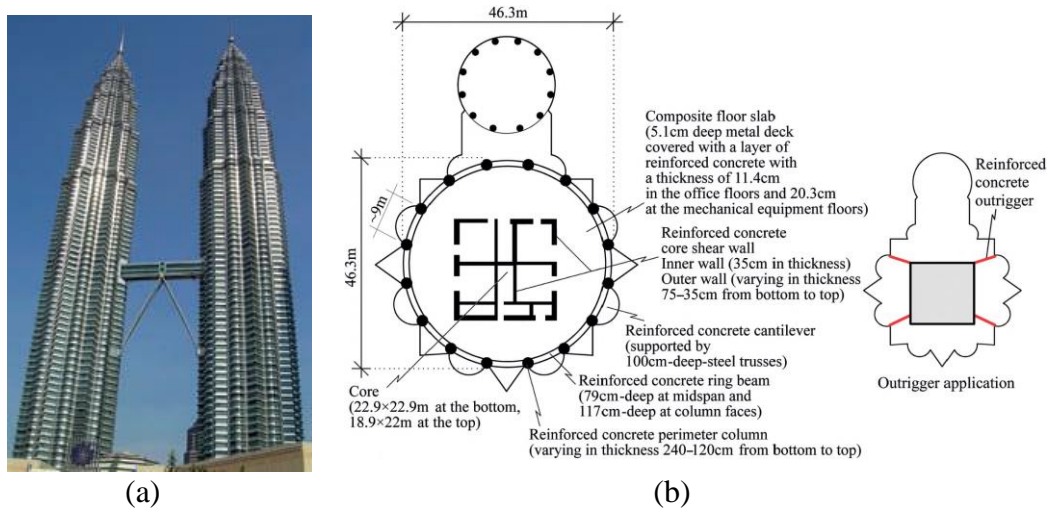 46.3m
46.3m
~9m
Composite floor slab
(5.1cm deep metal deck
covered with a layer of
reinforced concrete with
a thickness of 11.4cm
in the office floors and 20.3cm
at the mechanical equipment floors)
Reinforced concrete
core shear wall
Inner wall (35cm in thickness)
Outer wall (varying in thickness
75–35cm from bottom to top)
Reinforced concrete cantilever
(supported by
100cm-deep-steel trusses)
Reinforced concrete ring beam
(79cm-deep at midspan and
117cm-deep at column faces)
Reinforced concrete perimeter column
(varying in thickness 240–120cm from bottom to top)
Core
(22.9×22.9m at the bottom,
18.9×22m at the top)
Reinforced
concrete
outrigger
Outrigger application
(a)
(b)